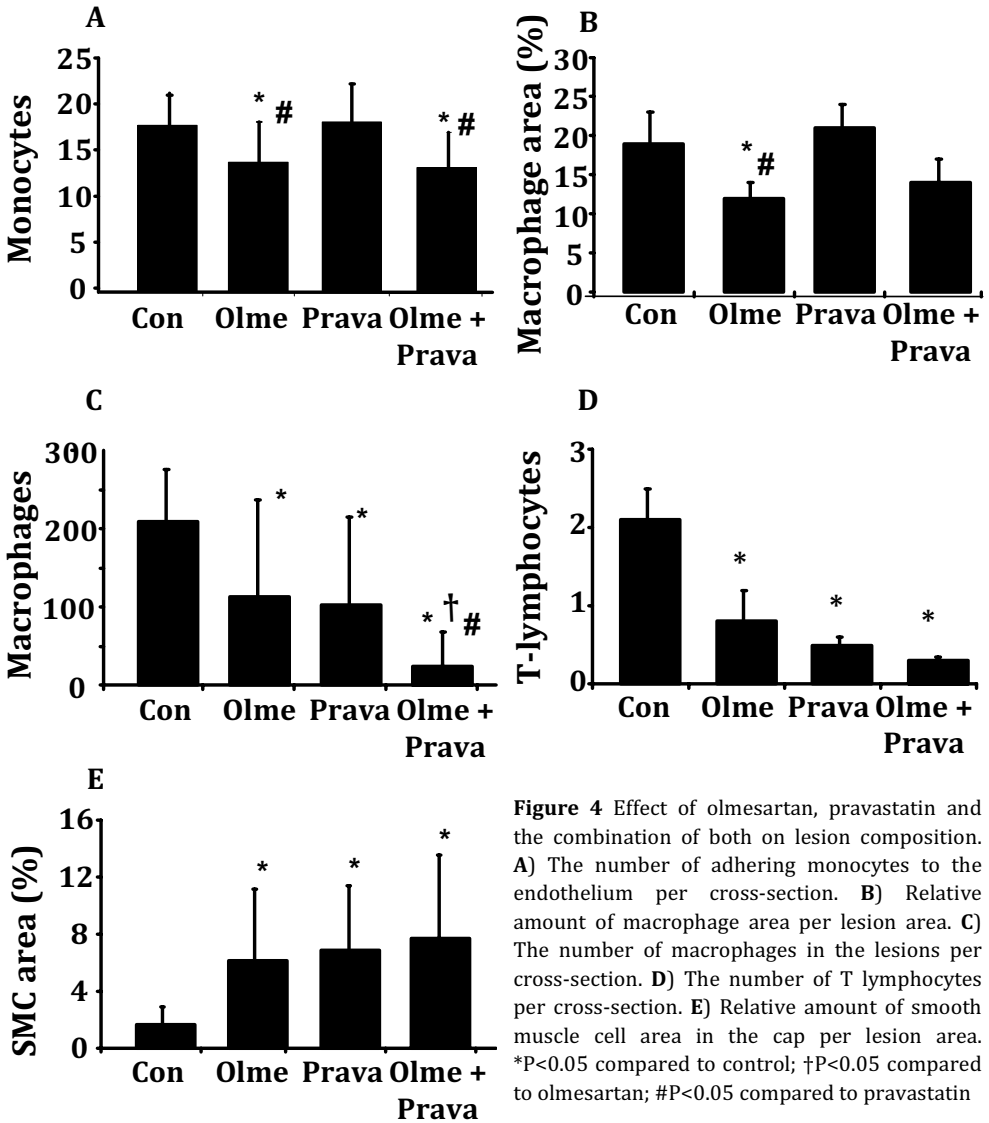 A
Monocytes
25
20
15
10
5
0
* #
* #
Con Olme Prava Olme +
Prava
B
Macrophage area (%)
30
25
20
15
10
5
0
* #
Con Olme Prava Olme +
Prava
C
Macrophages
300
200
100
0
*
*
* † #
Con Olme Prava Olme +
Prava
D
T-lymphocytes
3
2
1
0
*
*
*
Con Olme Prava Olme +
Prava
E
SMC area (%)
16
12
8
4
0
*
*
*
Con Olme Prava Olme +
Prava
Figure 4 Effect of olmesartan, pravastatin and
the combination of both on lesion composition.
A) The number of adhering monocytes to the
endothelium per cross-section. B) Relative
amount of macrophage area per lesion area. C)
The number of macrophages in the lesions per
cross-section. D) The number of T lymphocytes
per cross-section. E) Relative amount of smooth
muscle cell area in the cap per lesion area.
*P<0.05 compared to control; †P<0.05 compared
to olmesartan; #P<0.05 compared to pravastatin